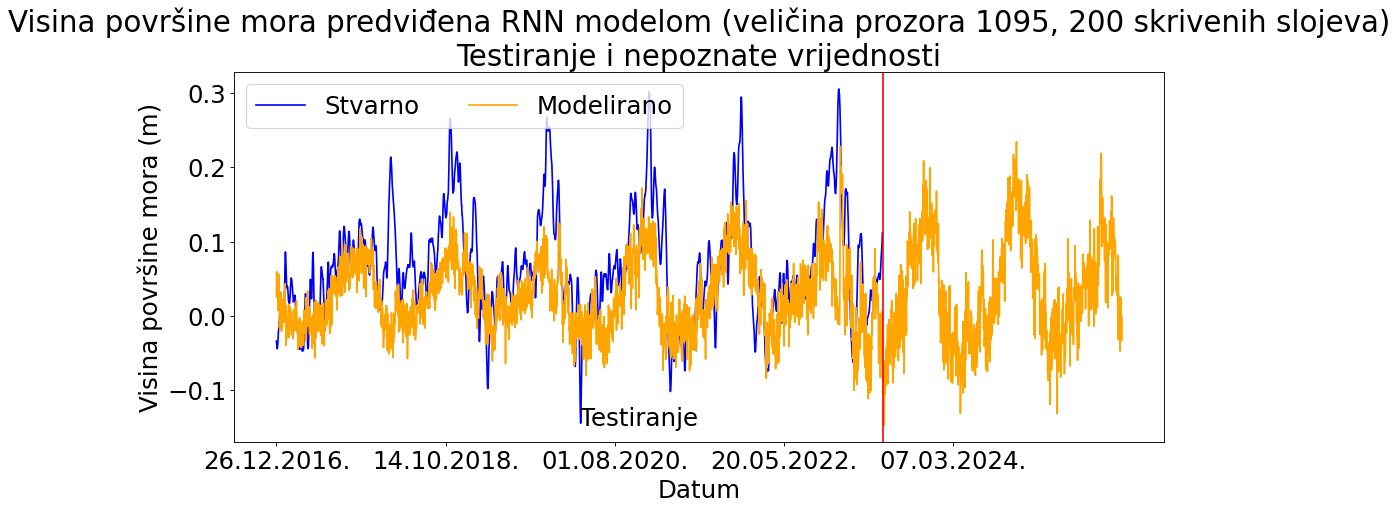 Visina površine mora predviđena RNN modelom (veličina prozora 1095, 200 skrivenih slojeva)
Testiranje i nepoznate vrijednosti
Stvarno
Modelirano
Visina površine mora (m)
0.3
0.2
0.1
0.0
−0.1
Testiranje
26.12.2016.
14.10.2018.
01.08.2020.
20.05.2022.
07.03.2024.
Datum